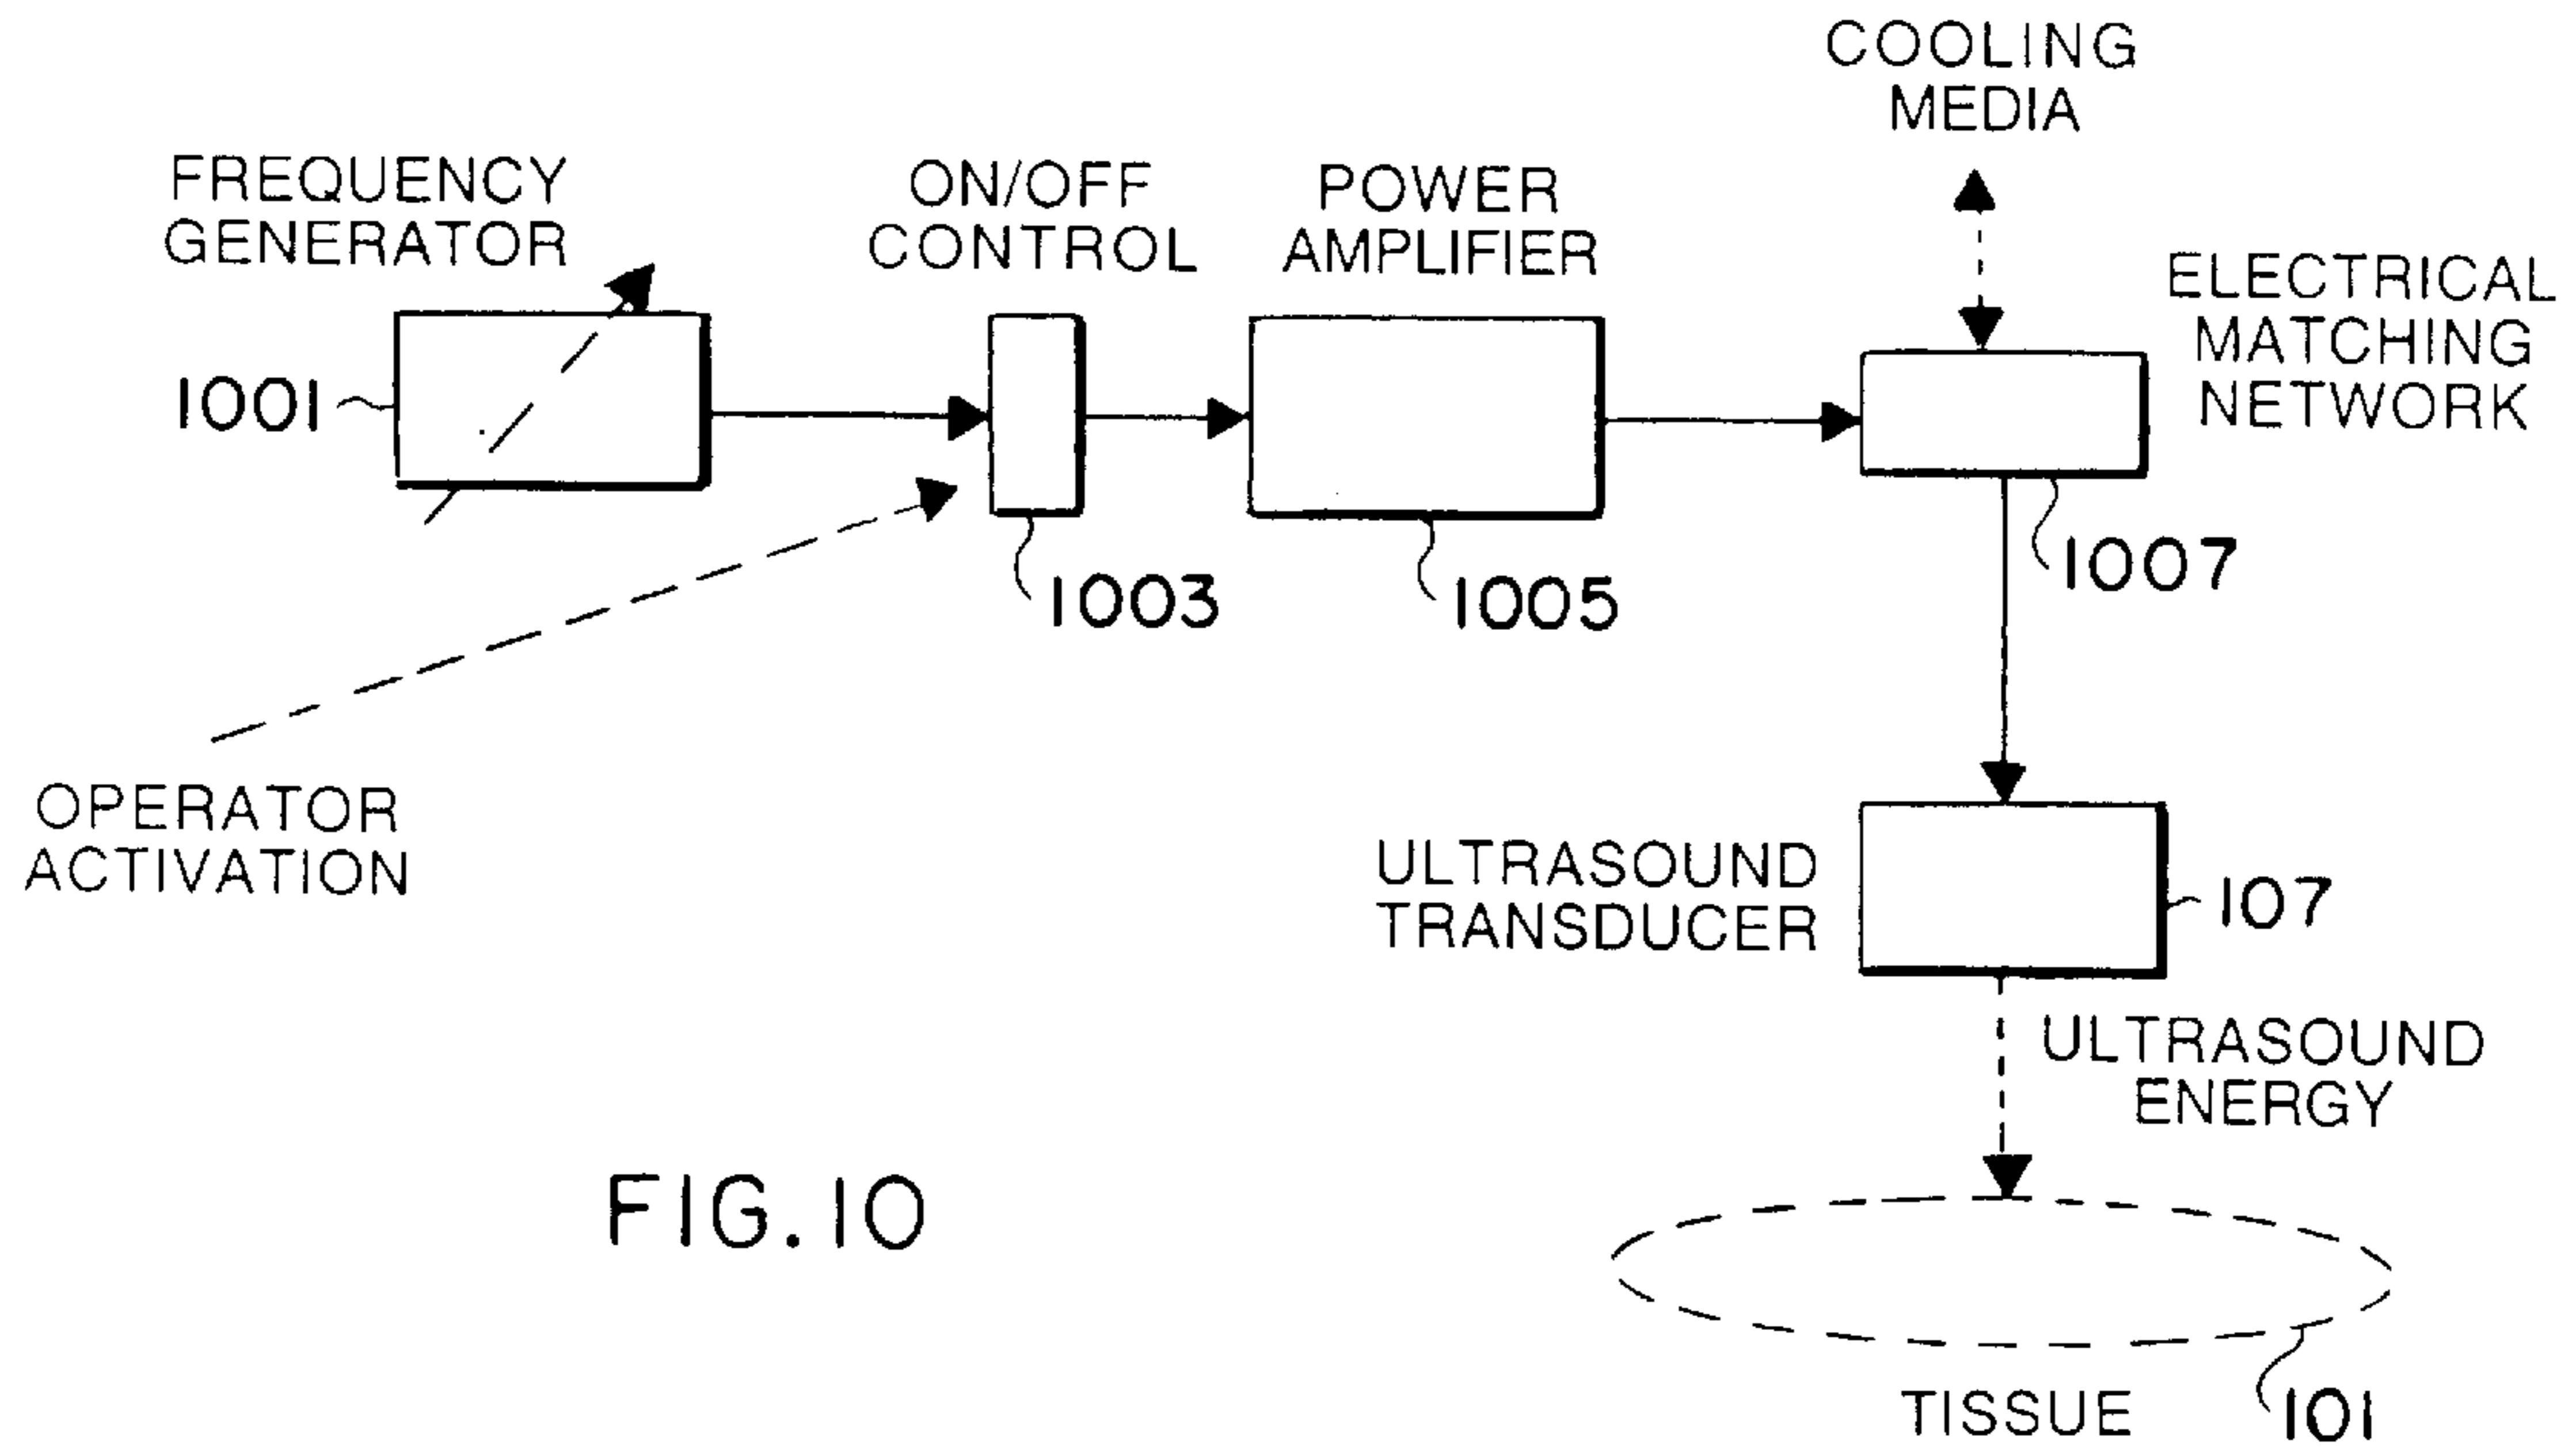 COOLING
MEDIA
FREQUENCY
GENERATOR
ON/OFF
CONTROL
POWER
AMPLIFIER
ELECTRICAL
MATCHING
NETWORK
1001
1003
1005
1007
OPERATOR
ACTIVATION
ULTRASOUND
TRANSDUCER
107
ULTRASOUND
ENERGY
FIG. 10
TISSUE
101